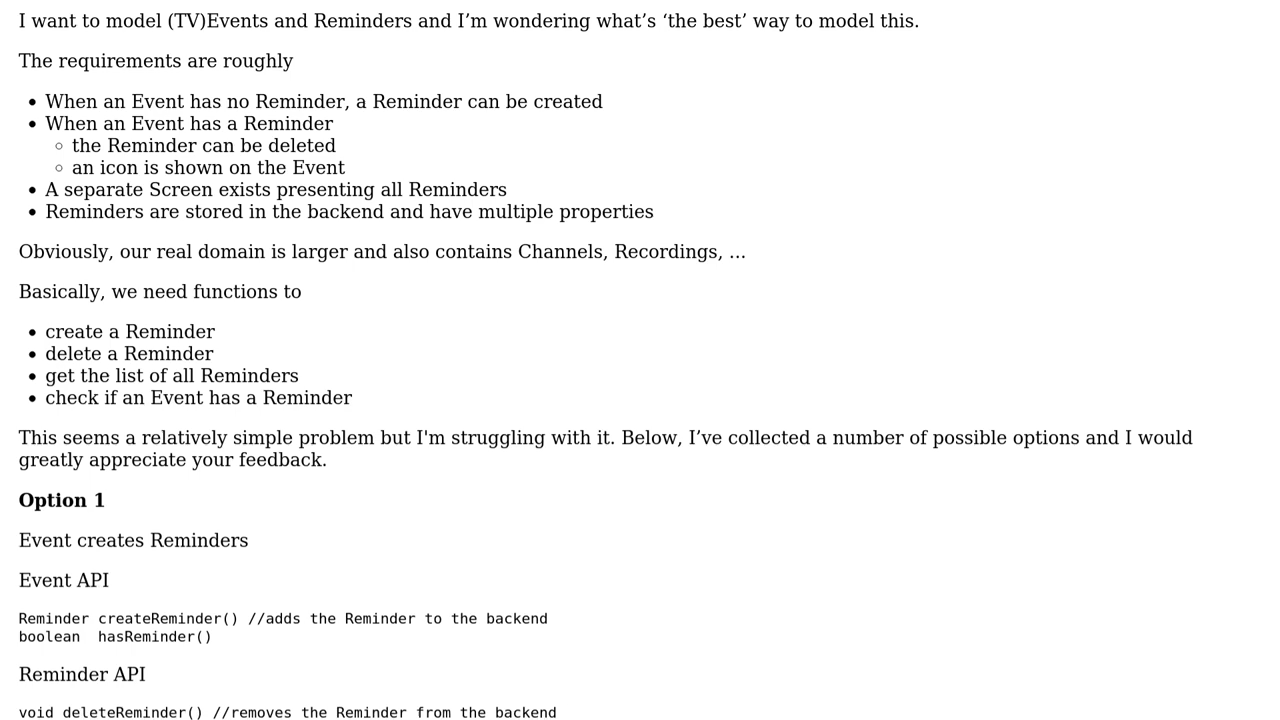 I want to model (TV)Events and Reminders and I’m wondering what’s ‘the best’ way to model this.
The requirements are roughly
• When an Event has no Reminder, a Reminder can be created
• When an Event has a Reminder
◦ the Reminder can be deleted
◦ an icon is shown on the Event
• A separate Screen exists presenting all Reminders
• Reminders are stored in the backend and have multiple properties
Obviously, our real domain is larger and also contains Channels, Recordings, ...
Basically, we need functions to
• create a Reminder
• delete a Reminder
• get the list of all Reminders
• check if an Event has a Reminder
This seems a relatively simple problem but I'm struggling with it. Below, I’ve collected a number of possible options and I would
greatly appreciate your feedback.
Option 1
Event creates Reminders
Event API
Reminder createReminder() //adds the Reminder to the backend
boolean  hasReminder()
Reminder API
void deleteReminder() //removes the Reminder from the backend